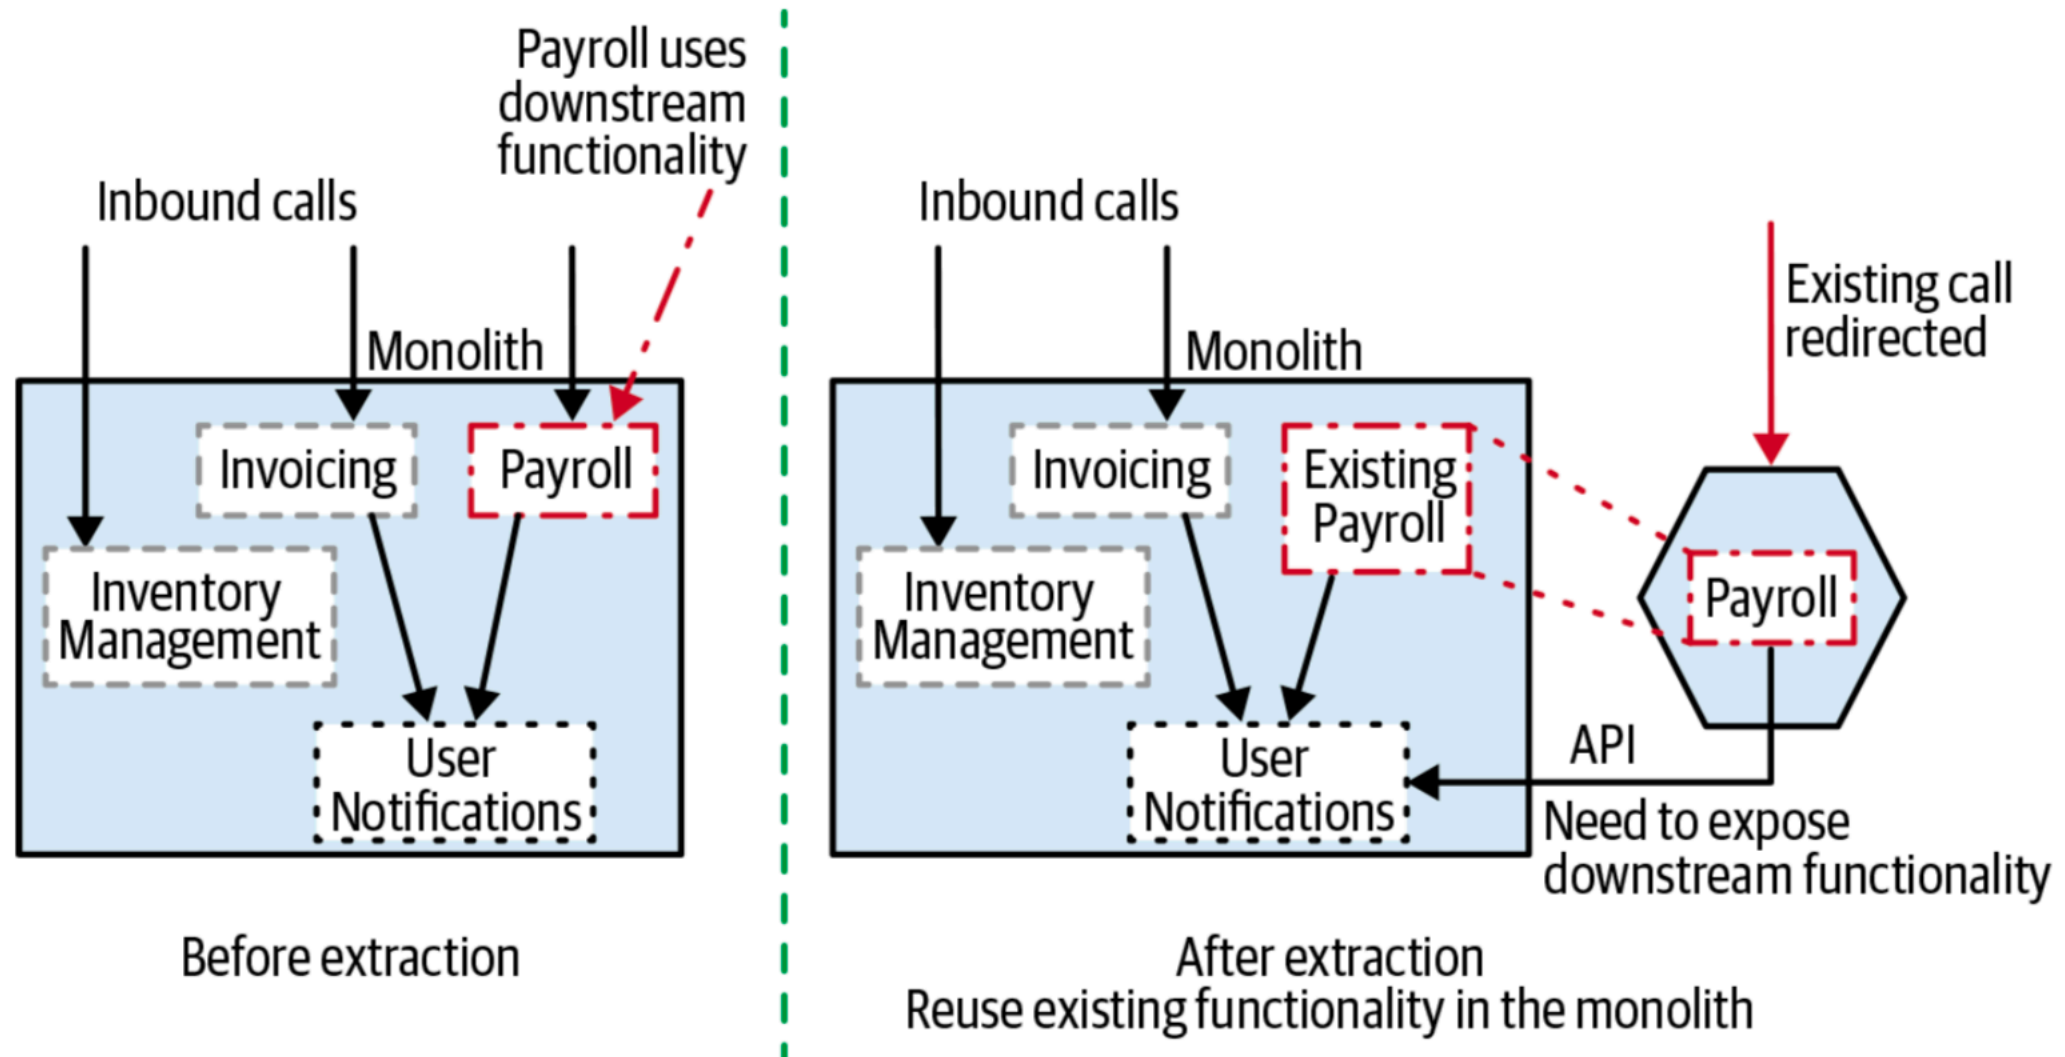 Payroll uses
downstream
functionality
Inbound calls
Monolith
Invoicing
Payroll
Inventory
Management
User
Notifications
Before extraction
Inbound calls
Monolith
Existing call
redirected
Invoicing
Existing
Payroll
Inventory
Management
Payroll
User
Notifications
API
Need to expose
downstream functionality
After extraction
Reuse existing functionality in the monolith